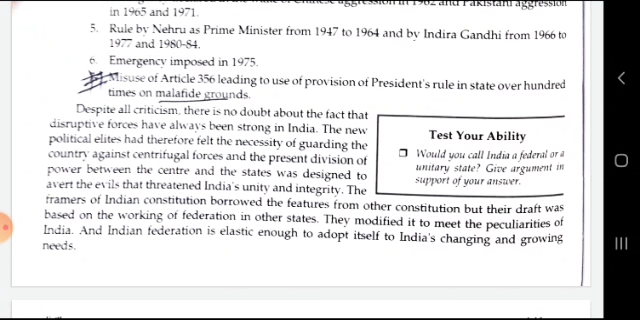 aggression in 1962 and Pakistani aggression
in 1965 and 1971.
5. Rule by Nehru as Prime Minister from 1947 to 1964 and by Indira Gandhi from 1966 to
1977 and 1980-84.
6. Emergency imposed in 1975.
Misuse of Article 356 leading to use of provision of President's rule in state over hundred
times on malafide grounds.
Despite all criticism, there is no doubt about the fact that
disruptive forces have always been strong in India. The new
political elites had therefore felt the necessity of guarding the
country against centrifugal forces and the present division of
power between the centre and the states was designed to
avert the evils that threatened India's unity and integrity. The
framers of Indian constitution borrowed the features from other constitution but their draft was
based on the working of federation in other states. They modified it to meet the peculiarities of
India. And Indian federation is elastic enough to adopt itself to India's changing and growing
needs.
Test Your Ability
Would you call India a federal or a
unitary state? Give argument in
support of your answer.